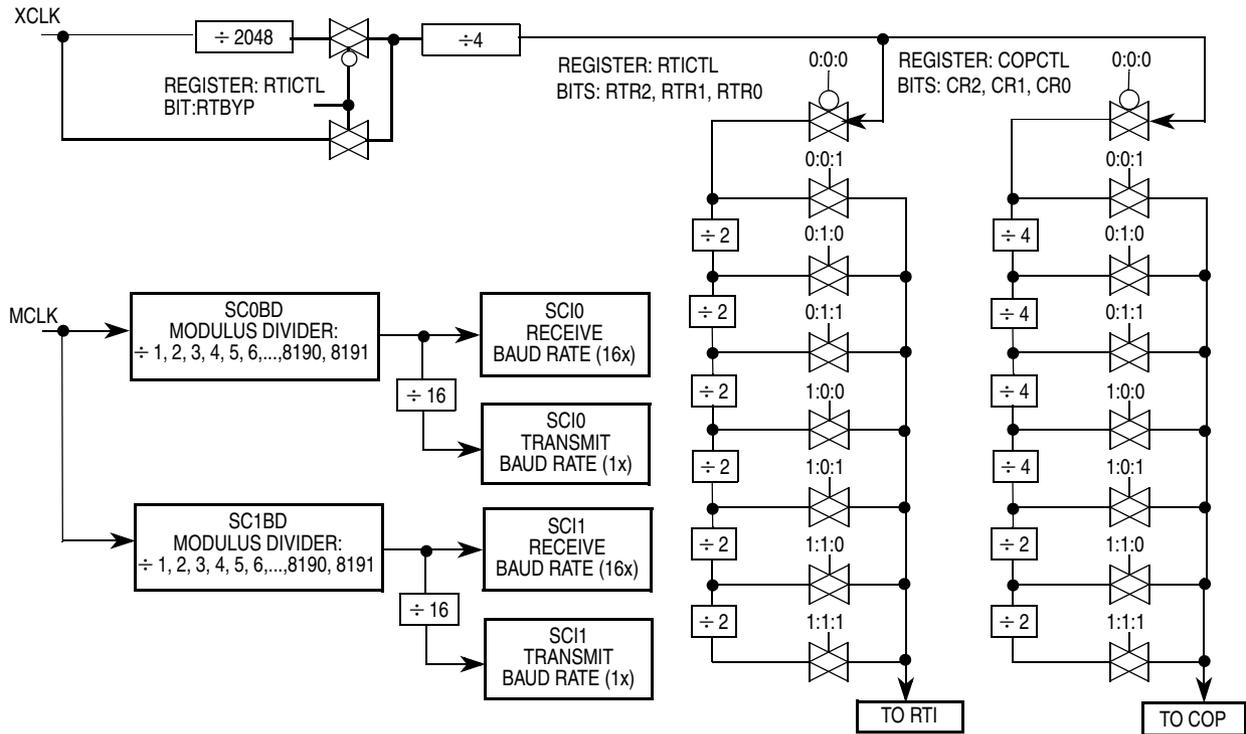 XCLK
÷ 2048
÷4
REGISTER: RTICTL
BIT:RTBYP
REGISTER: RTICTL
BITS: RTR2, RTR1, RTR0
0:0:0
REGISTER: COPCTL
BITS: CR2, CR1, CR0
0:0:0
0:0:1
0:0:1
÷ 2
0:1:0
÷ 4
0:1:0
MCLK
SC0BD
MODULUS DIVIDER:
÷ 1, 2, 3, 4, 5, 6,...,8190, 8191
SCI0
RECEIVE
BAUD RATE (16x)
÷ 2
0:1:1
÷ 4
0:1:1
÷ 16
SCI0
TRANSMIT
BAUD RATE (1x)
÷ 2
1:0:0
÷ 4
1:0:0
÷ 2
1:0:1
÷ 4
1:0:1
SC1BD
MODULUS DIVIDER:
÷ 1, 2, 3, 4, 5, 6,...,8190, 8191
SCI1
RECEIVE
BAUD RATE (16x)
÷ 2
1:1:0
÷ 2
1:1:0
÷ 16
SCI1
TRANSMIT
BAUD RATE (1x)
÷ 2
1:1:1
÷ 2
1:1:1
TO RTI
TO COP